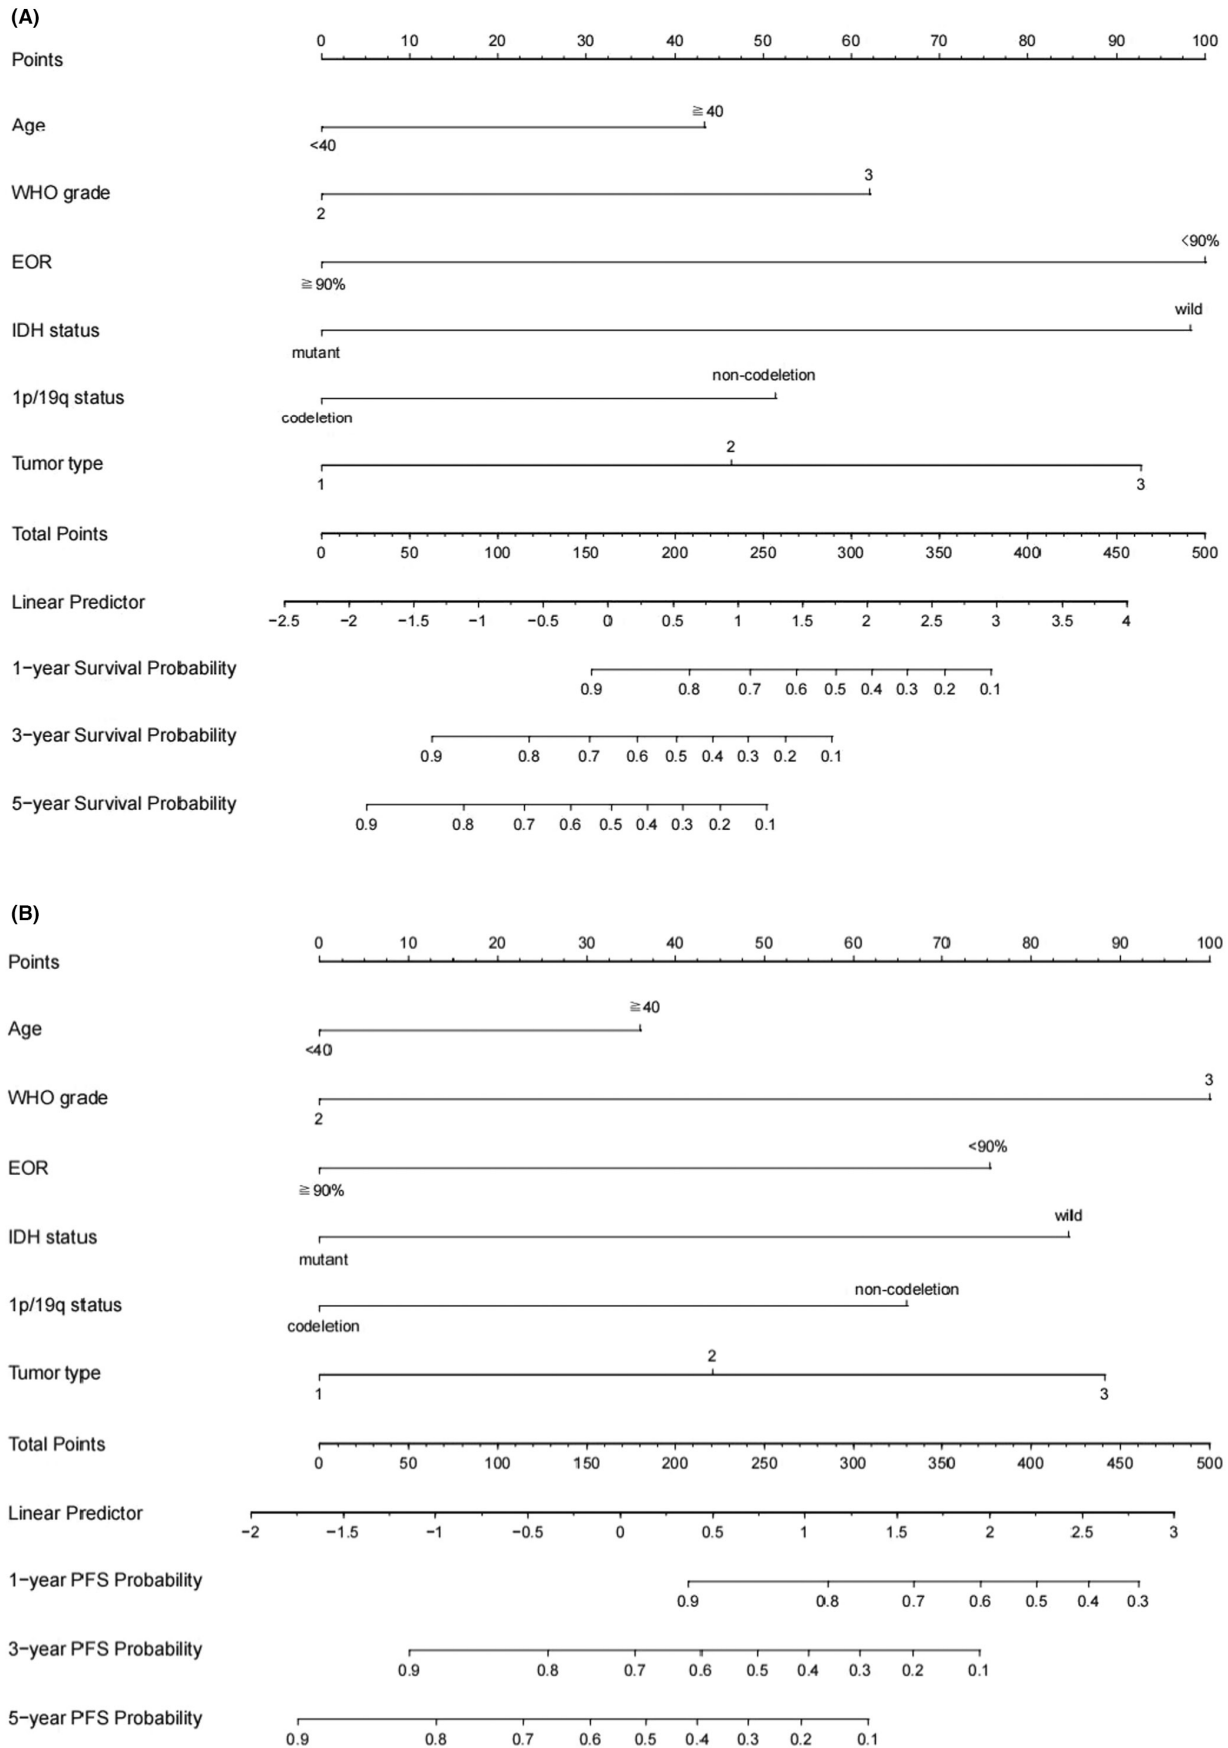 (A)
0 10 20 30 40 50 60 70 80 90 100
Points
≧ 40
Age
<40
3
WHO grade
2
<90%
EOR
≧ 90%
wild
IDH status
mutant
non-codeletion
1p/19q status
codeletion
2
Tumor type
1 3
Total Points
0 50 100 150 200 250 300 350 400 450 500
Linear Predictor
−2.5 −2 −1.5 −1 −0.5 0 0.5 1 1.5 2 2.5 3 3.5 4
1−year Survival Probability
0.9 0.8 0.7 0.6 0.5 0.4 0.3 0.2 0.1
3−year Survival Probability
0.9 0.8 0.7 0.6 0.5 0.4 0.3 0.2 0.1
5−year Survival Probability
0.9 0.8 0.7 0.6 0.5 0.4 0.3 0.2 0.1
(B)
0 10 20 30 40 50 60 70 80 90 100
Points
≧ 40
Age
<40
3
WHO grade
2
<90%
EOR
≧ 90%
wild
IDH status
mutant
non-codeletion
1p/19q status
codeletion
2
Tumor type
1 3
Total Points
0 50 100 150 200 250 300 350 400 450 500
Linear Predictor
−2 −1.5 −1 −0.5 0 0.5 1 1.5 2 2.5 3
1−year PFS Probability
0.9 0.8 0.7 0.6 0.5 0.4 0.3
3−year PFS Probability
0.9 0.8 0.7 0.6 0.5 0.4 0.3 0.2 0.1
5−year PFS Probability
0.9 0.8 0.7 0.6 0.5 0.4 0.3 0.2 0.1